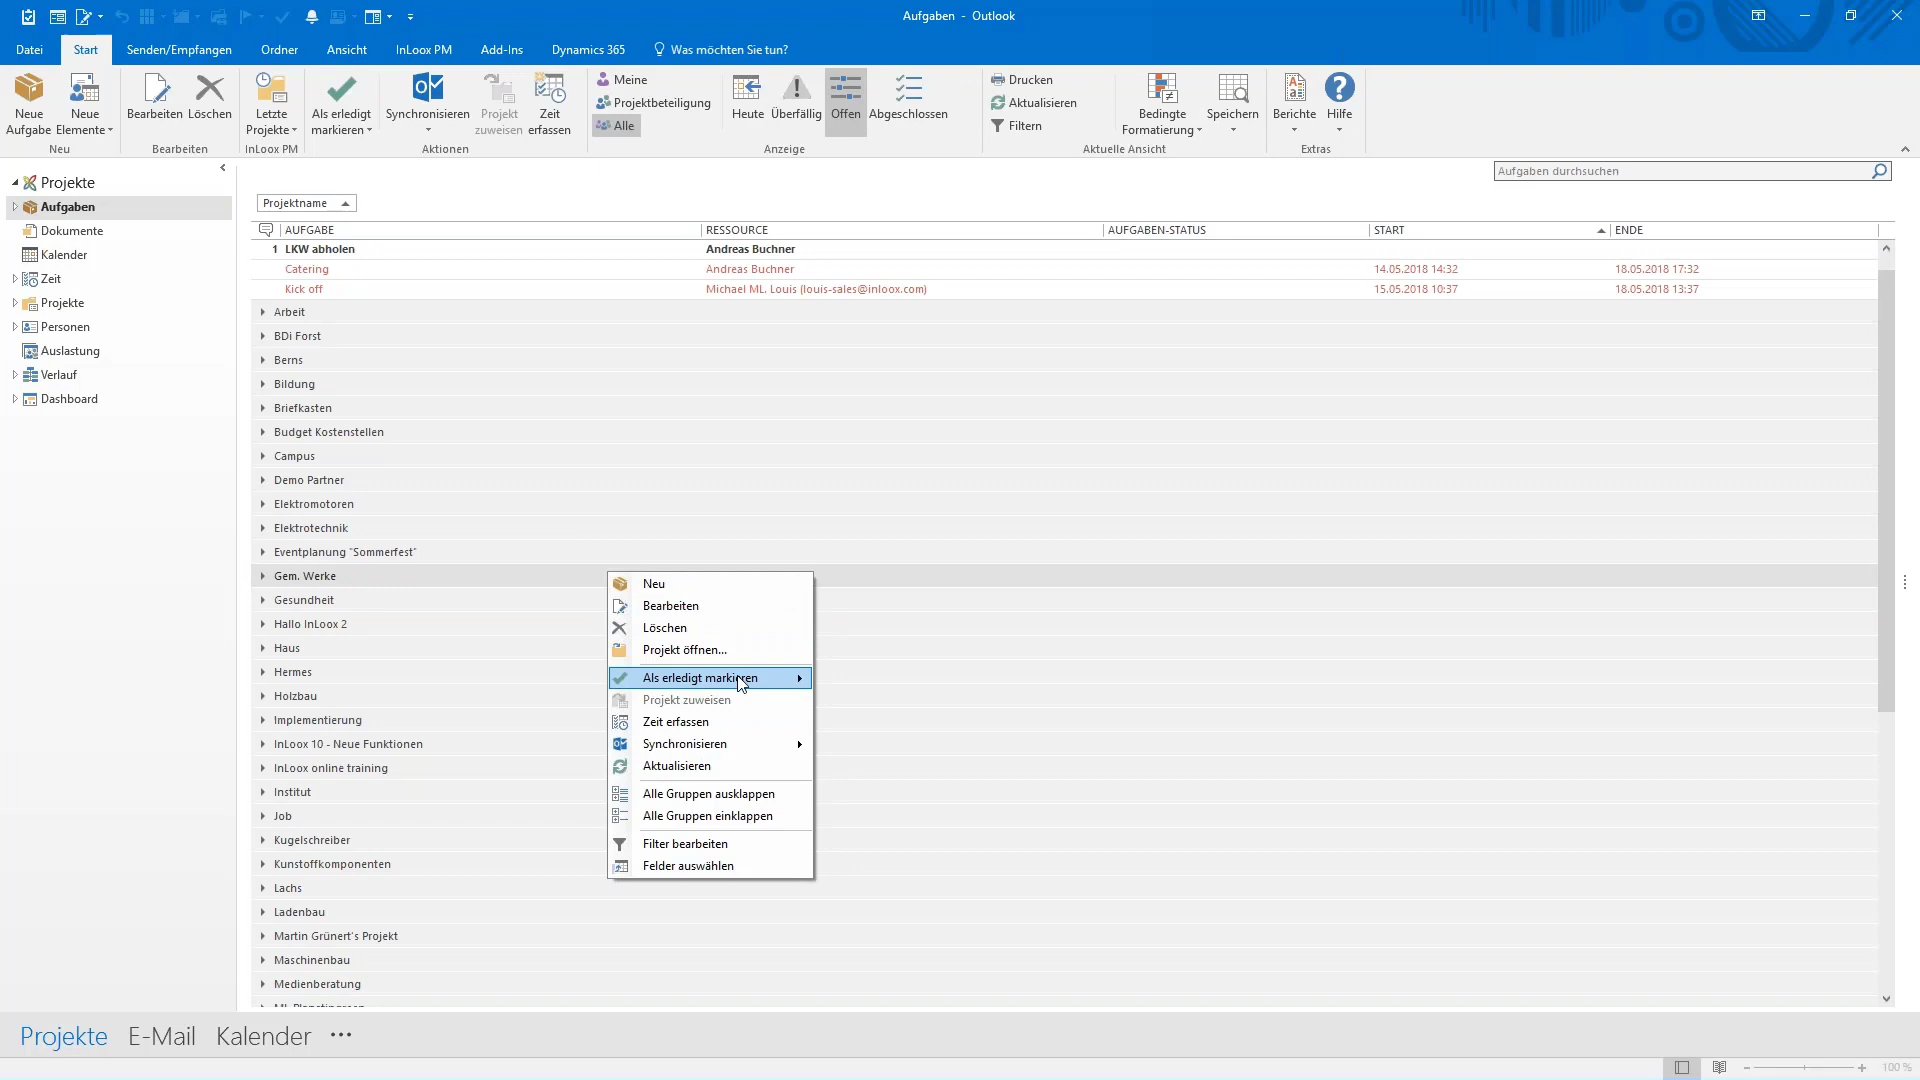 Aufgaben - Outlook
Datei Start Senden/Empfangen Ordner Ansicht InLoox PM Add-Ins Dynamics 365 Was möchten Sie tun?
Neue Aufgabe
Neue Elemente
Neu
Bearbeiten Löschen
Bearbeiten
Letzte Projekte
InLoox PM
Als erledigt markieren
Synchronisieren
Projekt zuweisen
Zeit erfassen
Aktionen
Meine
Projektbeteiligung
Alle
Heute Überfällig Offen Abgeschlossen
Anzeige
Drucken
Aktualisieren
Filtern
Bedingte Formatierung
Speichern
Aktuelle Ansicht
Berichte Hilfe
Extras
Projekte
Aufgaben
Dokumente
Kalender
Zeit
Projekte
Personen
Auslastung
Verlauf
Dashboard
Aufgaben durchsuchen
Projektname
AUFGABE RESSOURCE AUFGABEN-STATUS START ENDE
1 LKW abholen Andreas Buchner
Catering Andreas Buchner 14.05.2018 14:32 18.05.2018 17:32
Kick off Michael ML. Louis (louis-sales@inloox.com) 15.05.2018 10:37 18.05.2018 13:37
Arbeit
BDi Forst
Berns
Bildung
Briefkasten
Budget Kostenstellen
Campus
Demo Partner
Elektromotoren
Elektrotechnik
Eventplanung "Sommerfest"
Gem. Werke
Gesundheit
Hallo InLoox 2
Haus
Hermes
Holzbau
Implementierung
InLoox 10 - Neue Funktionen
InLoox online training
Institut
Job
Kugelschreiber
Kunstoffkomponenten
Lachs
Ladenbau
Martin Grünert's Projekt
Maschinenbau
Medienberatung
Neu
Bearbeiten
Löschen
Projekt öffnen...
Als erledigt markieren
Projekt zuweisen
Zeit erfassen
Synchronisieren
Aktualisieren
Alle Gruppen ausklappen
Alle Gruppen einklappen
Filter bearbeiten
Felder auswählen
Projekte E-Mail Kalender ···
100 %